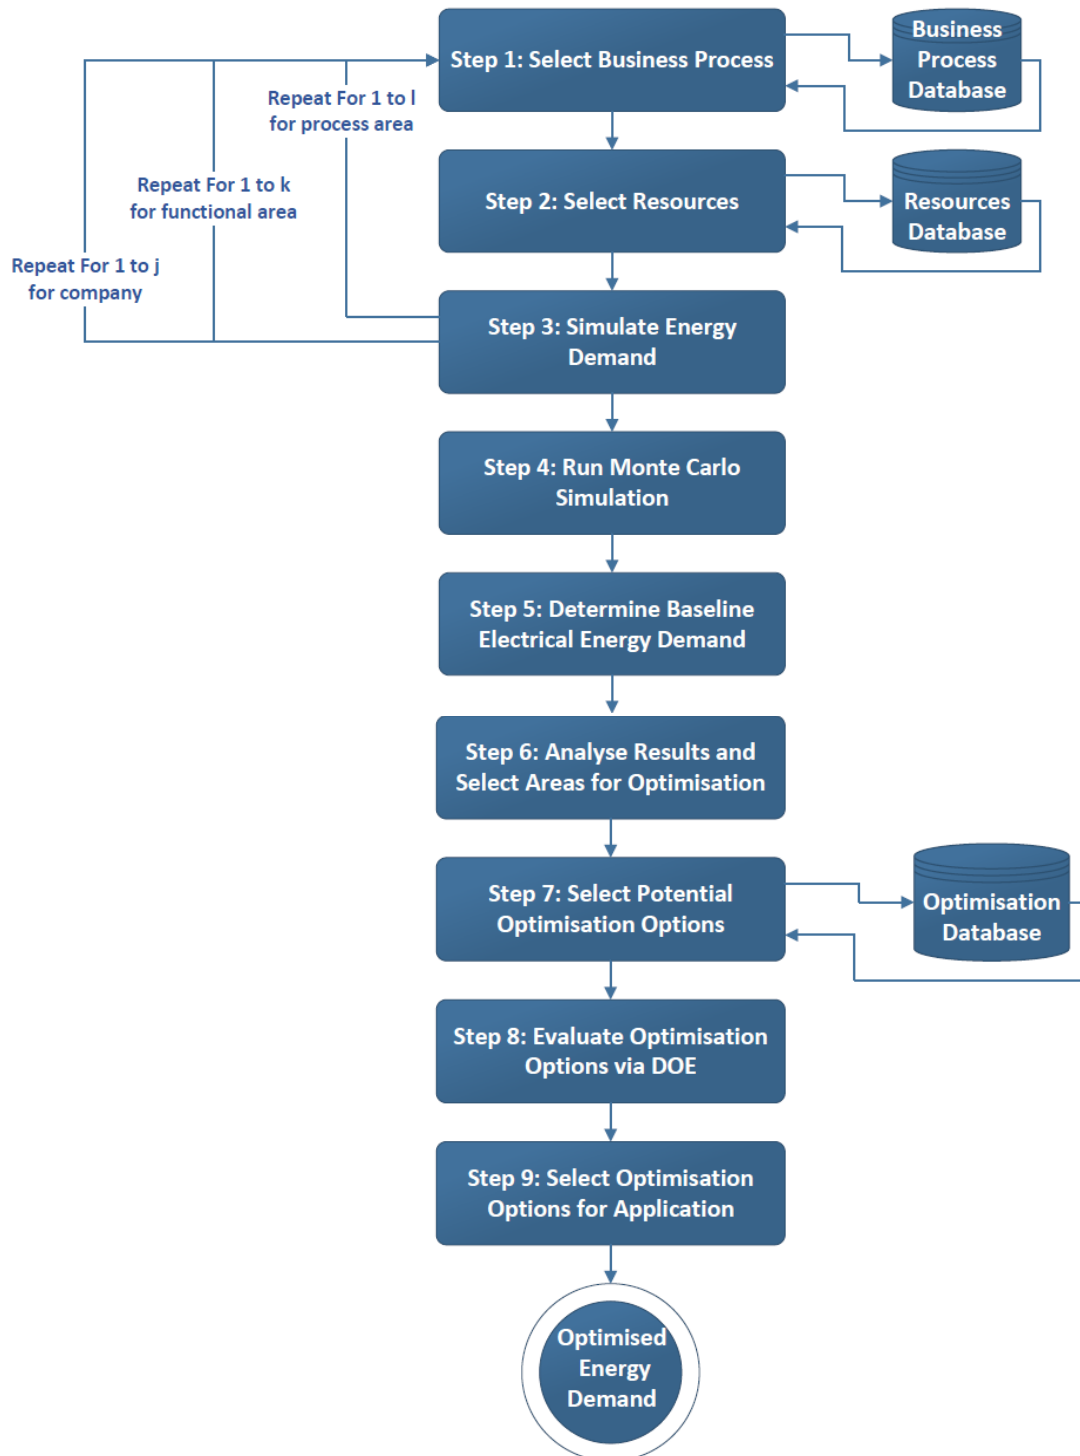 Step 1: Select Business Process
Business
Process
Database
Repeat For 1 to l
for process area
Repeat For 1 to k
for functional area
Repeat For 1 to j
for company
Step 2: Select Resources
Resources
Database
Step 3: Simulate Energy
Demand
Step 4: Run Monte Carlo
Simulation
Step 5: Determine Baseline
Electrical Energy Demand
Step 6: Analyse Results and
Select Areas for Optimisation
Step 7: Select Potential
Optimisation Options
Optimisation
Database
Step 8: Evaluate Optimisation
Options via DOE
Step 9: Select Optimisation
Options for Application
Optimised
Energy
Demand